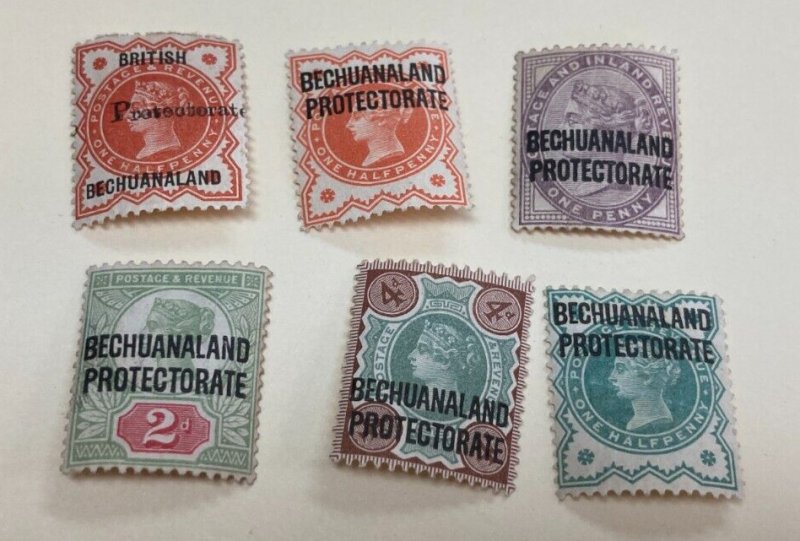 BRITISH
POSTAGE & REVENUE
Protectorate
ONE HALFPENNY
BECHUANALAND
BECHUANALAND
PROTECTORATE
ONE HALFPENNY
POSTAGE AND INLAND REVENUE
BECHUANALAND
PROTECTORATE
ONE PENNY
POSTAGE & REVENUE
BECHUANALAND
PROTECTORATE
2d
4d 4d
POSTAGE & REVENUE
BECHUANALAND
PROTECTORATE
BECHUANALAND
PROTECTORATE
ONE HALFPENNY